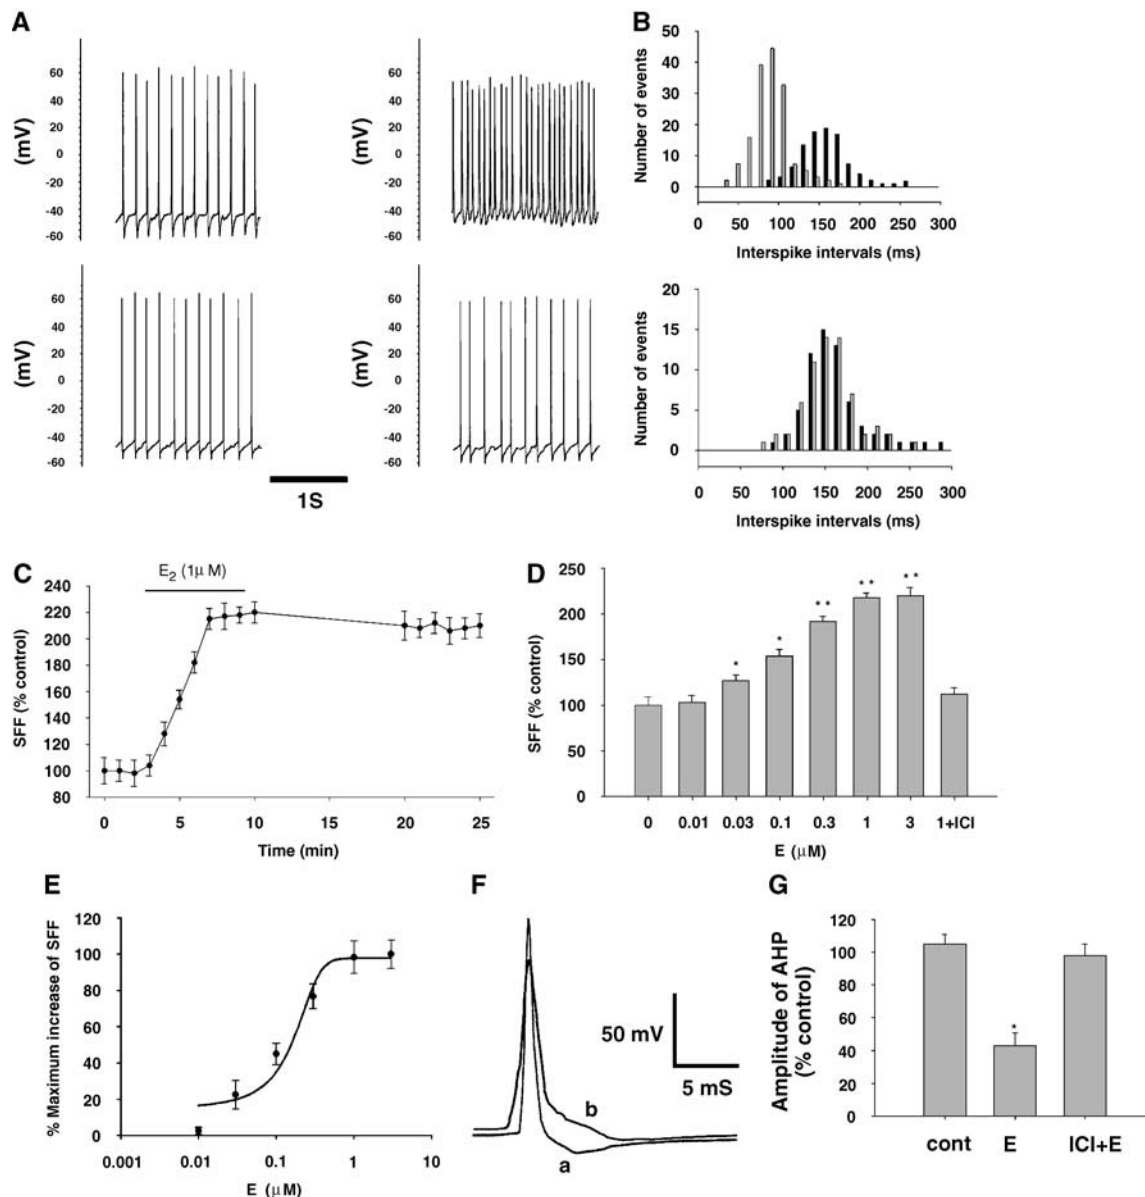 A
B
(mV)
60
40
20
0
-20
-40
-60
(mV)
60
40
20
0
-20
-40
-60
Number of events
50
40
30
20
10
0
0 50 100 150 200 250 300
Interspike intervals (ms)
(mV)
60
40
20
0
-20
-40
-60
(mV)
60
40
20
0
-20
-40
-60
1S
Number of events
20
15
10
5
0
0 50 100 150 200 250 300
Interspike intervals (ms)
C
E2 (1μ M)
SFF (% control)
240
220
200
180
160
140
120
100
80
0 5 10 15 20 25
Time (min)
D
SFF (% control)
250
200
150
100
50
0
* * ** ** **
0 0.01 0.03 0.1 0.3 1 3 1+ICI
E (μM)
E
% Maximum increase of SFF
120
100
80
60
40
20
0
0.001 0.01 0.1 1 10
E (μM)
F
50 mV
5 mS
b
a
G
Amplitude of AHP
(% control)
120
100
80
60
40
20
0
*
cont E ICI+E